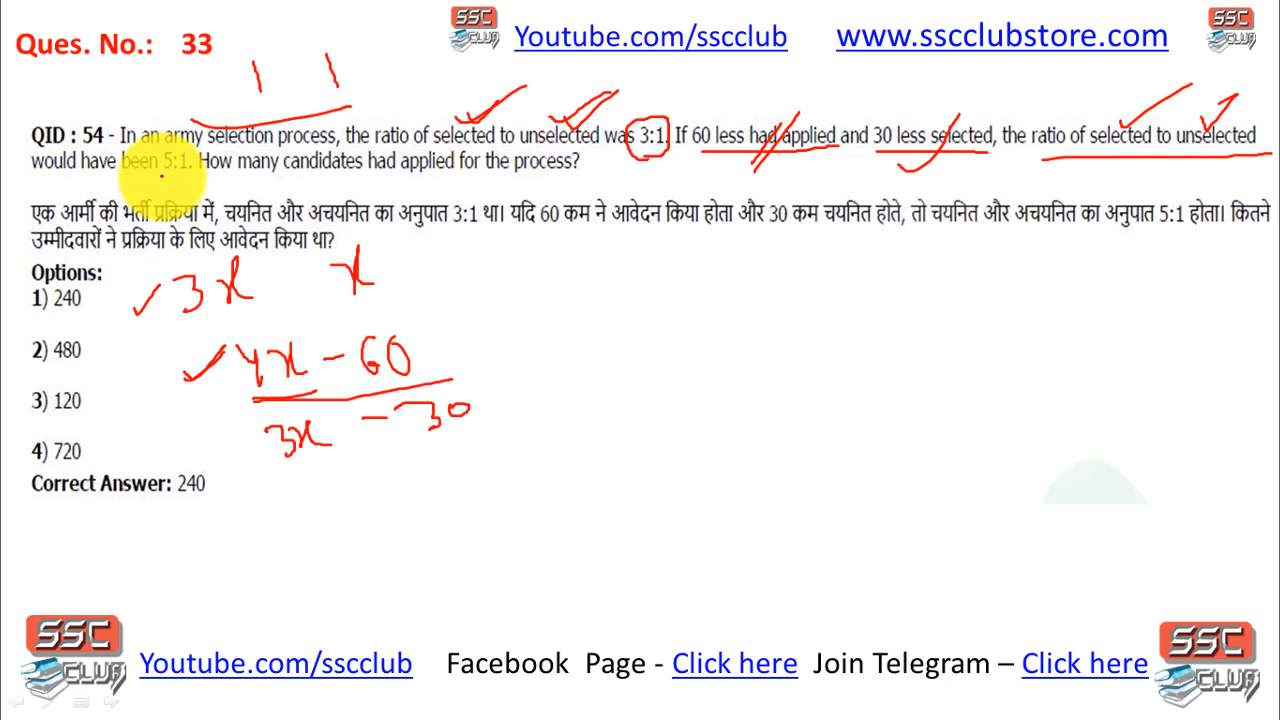 Ques. No.: 33
SSC CLUB
Youtube.com/sscclub
www.sscclubstore.com
SSC CLUB
1 1
QID : 54 - In an army selection process, the ratio of selected to unselected was 3:1. If 60 less had applied and 30 less selected, the ratio of selected to unselected
would have been 5:1. How many candidates had applied for the process?
एक आर्मी की भर्ती प्रक्रिया में, चयनित और अचयनित का अनुपात 3:1 था। यदि 60 कम ने आवेदन किया होता और 30 कम चयनित होते, तो चयनित और अचयनित का अनुपात 5:1 होता। कितने
उम्मीदवारों ने प्रक्रिया के लिए आवेदन किया था?
Options:
1) 240
3x x
2) 480
4x - 60
3) 120
3x - 30
4) 720
Correct Answer: 240
SSC CLUB
Youtube.com/sscclub Facebook Page - Click here Join Telegram – Click here
SSC CLUB